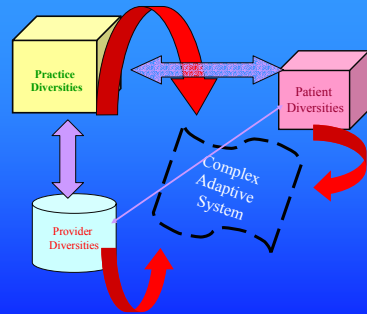 Practice
Diversities
Patient
Diversities
Complex
Adaptive
System
Provider
Diversities